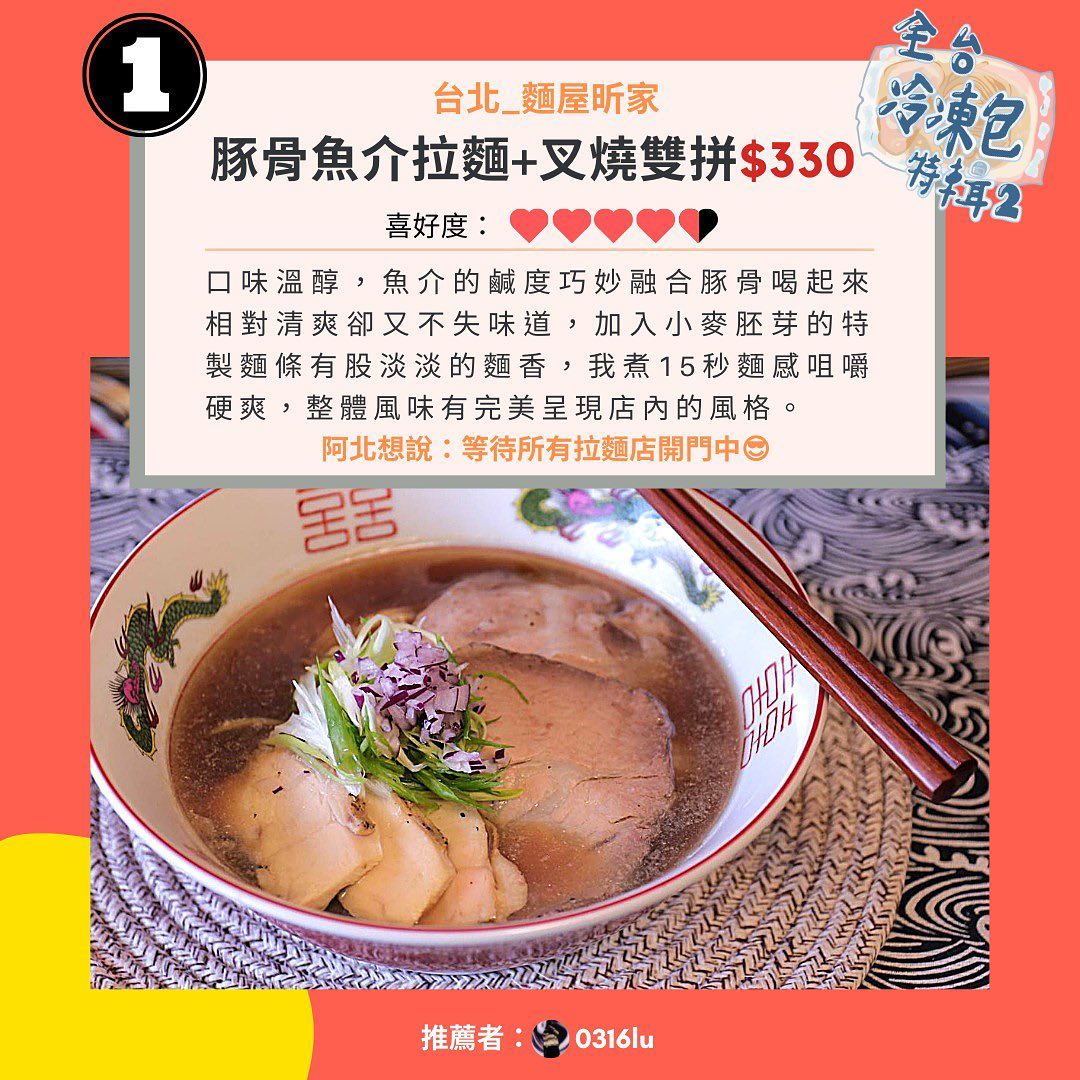 1
全台
冷凍包
特輯2
台北_麵屋昕家
豚骨魚介拉麵+叉燒雙拼$330
喜好度：
口味溫醇，魚介的鹹度巧妙融合豚骨喝起來
相對清爽卻又不失味道，加入小麥胚芽的特
製麵條有股淡淡的麵香，我煮15秒麵感咀嚼
硬爽，整體風味有完美呈現店內的風格。
阿北想說：等待所有拉麵店開門中😎
囍
囍
推薦者： 0316lu